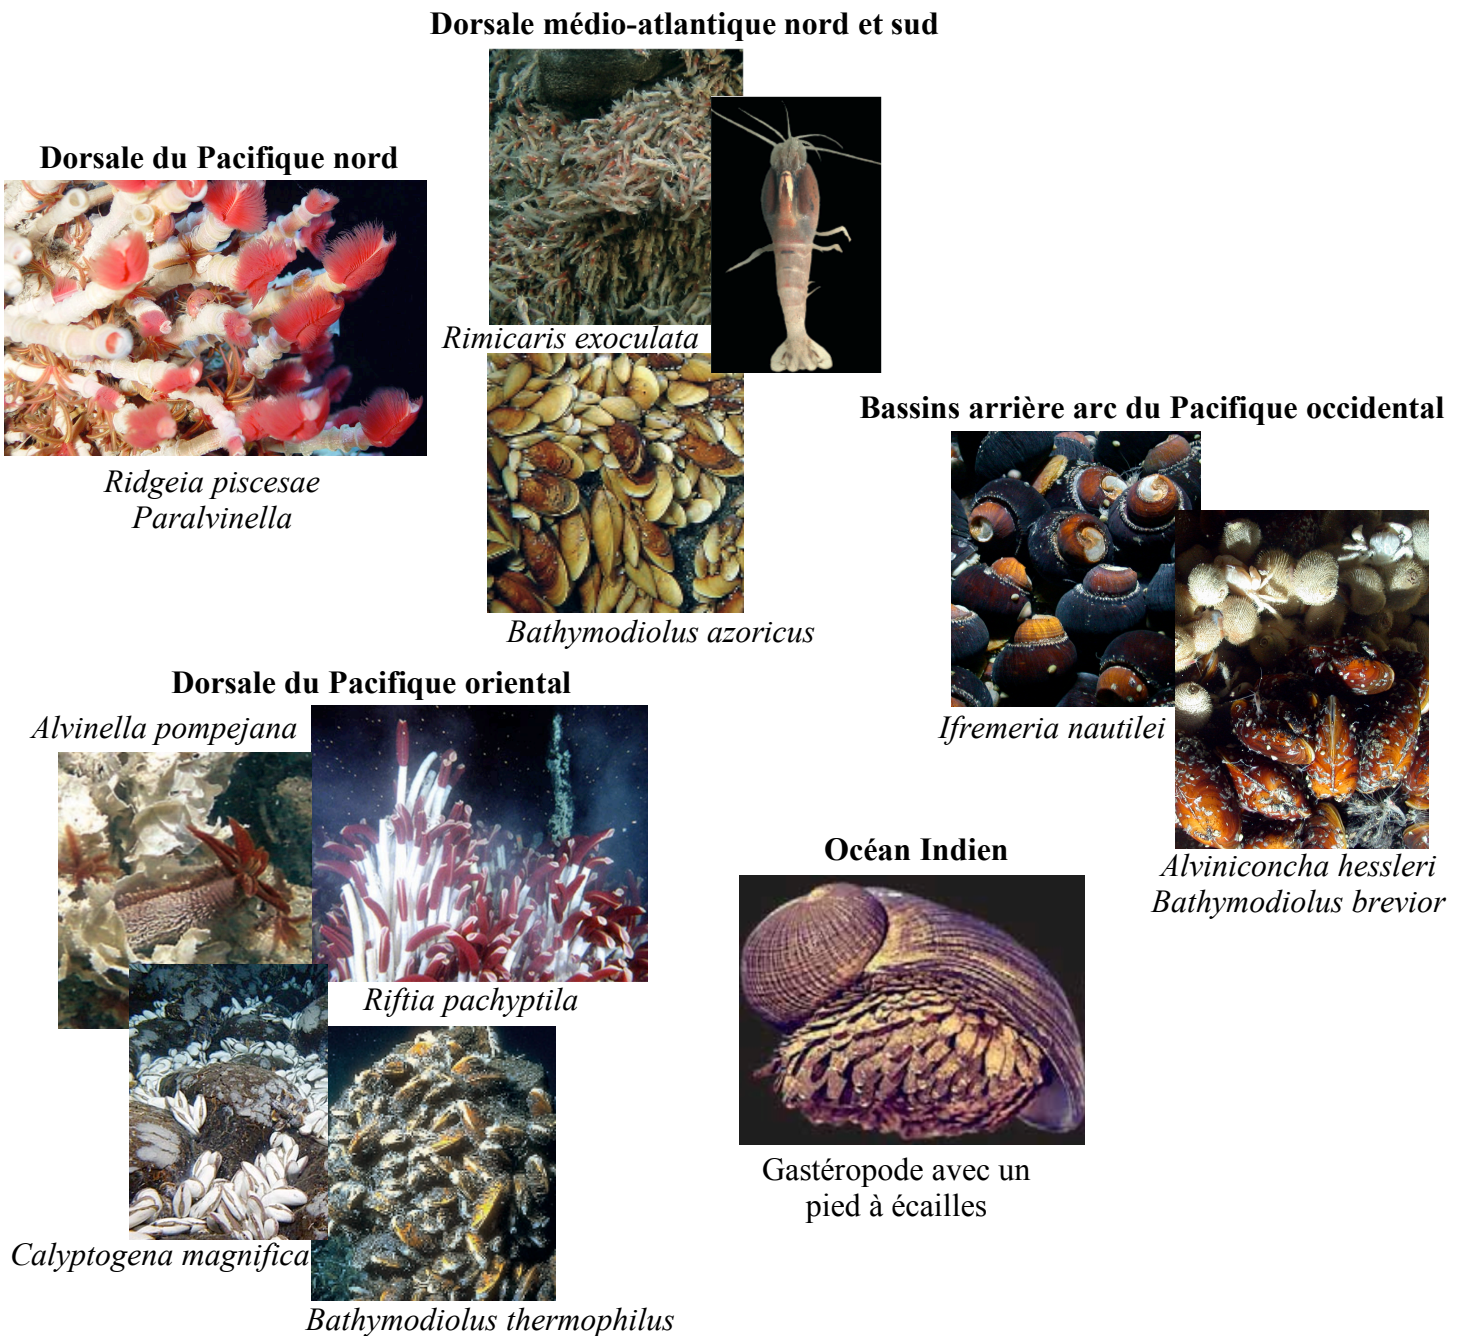 Dorsale médio-atlantique nord et sud
Dorsale du Pacifique nord
Rimicaris exoculata
Bassins arrière arc du Pacifique occidental
Ridgeia piscesae
Paralvinella
Bathymodiolus azoricus
Dorsale du Pacifique oriental
Alvinella pompejana
Ifremeria nautilei
Océan Indien
Alviniconcha hessleri
Bathymodiolus brevior
Riftia pachyptila
Gastéropode avec un
pied à écailles
Calyptogena magnifica
Bathymodiolus thermophilus